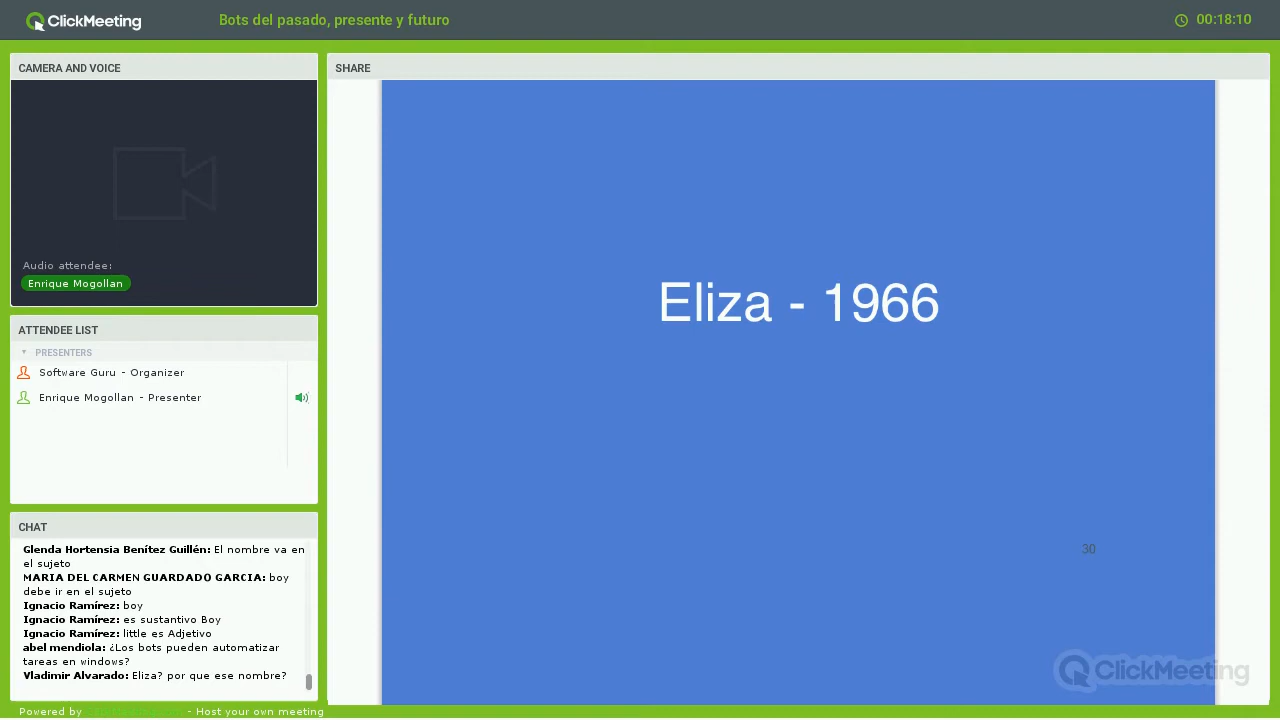 ClickMeeting
Bots del pasado, presente y futuro
00:18:10
CAMERA AND VOICE
Audio attendee:
Enrique Mogollan
ATTENDEE LIST
PRESENTERS
Software Guru - Organizer
Enrique Mogollan - Presenter
CHAT
Glenda Hortensia Benítez Guillén: El nombre va en
el sujeto
MARIA DEL CARMEN GUARDADO GARCIA: boy
debe ir en el sujeto
Ignacio Ramírez: boy
Ignacio Ramírez: es sustantivo Boy
Ignacio Ramírez: little es Adjetivo
abel mendiola: ¿Los bots pueden automatizar
tareas en windows?
Vladimir Alvarado: Eliza? por que ese nombre?
Powered by - Host your own meeting
SHARE
Eliza - 1966
30
ClickMeeting